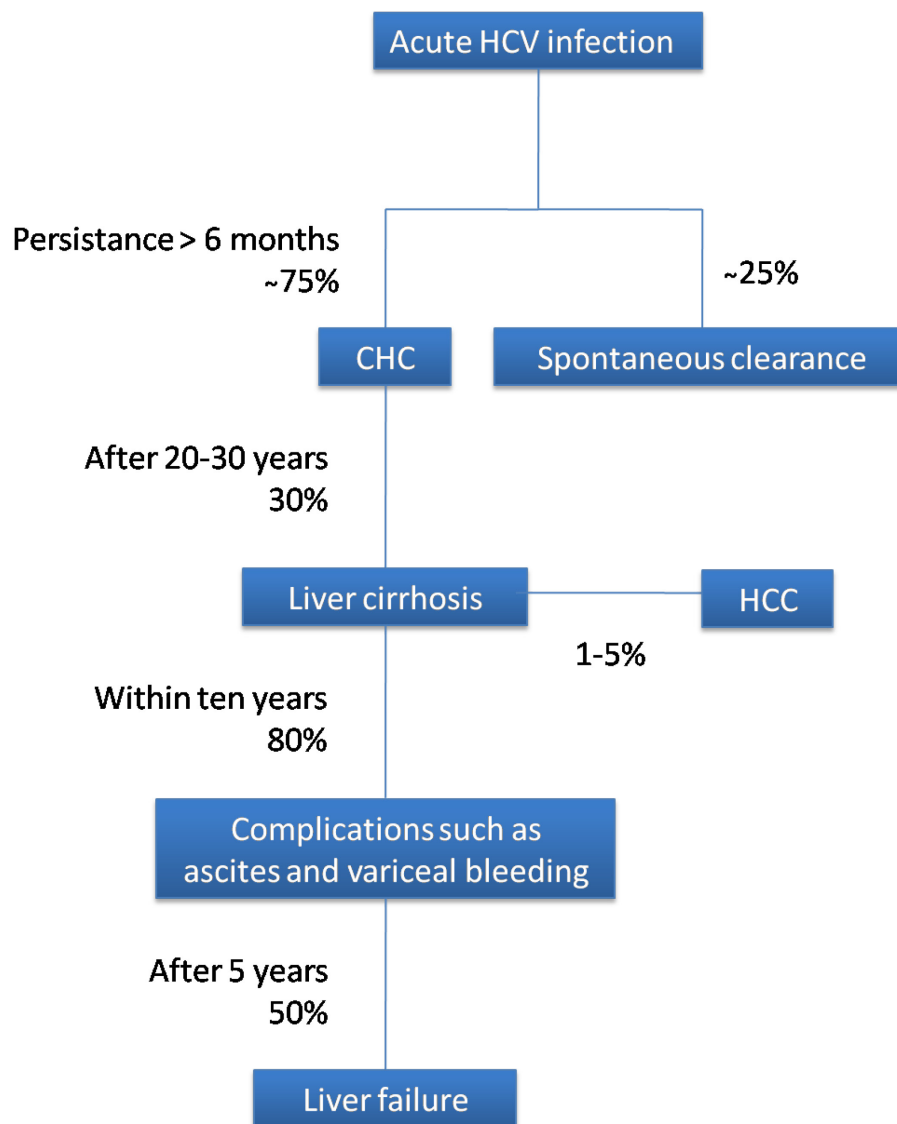 Acute HCV infection
Persistance > 6 months
~75%
~25%
CHC
Spontaneous clearance
After 20-30 years
30%
Liver cirrhosis
HCC
1-5%
Within ten years
80%
Complications such as
ascites and variceal bleeding
After 5 years
50%
Liver failure